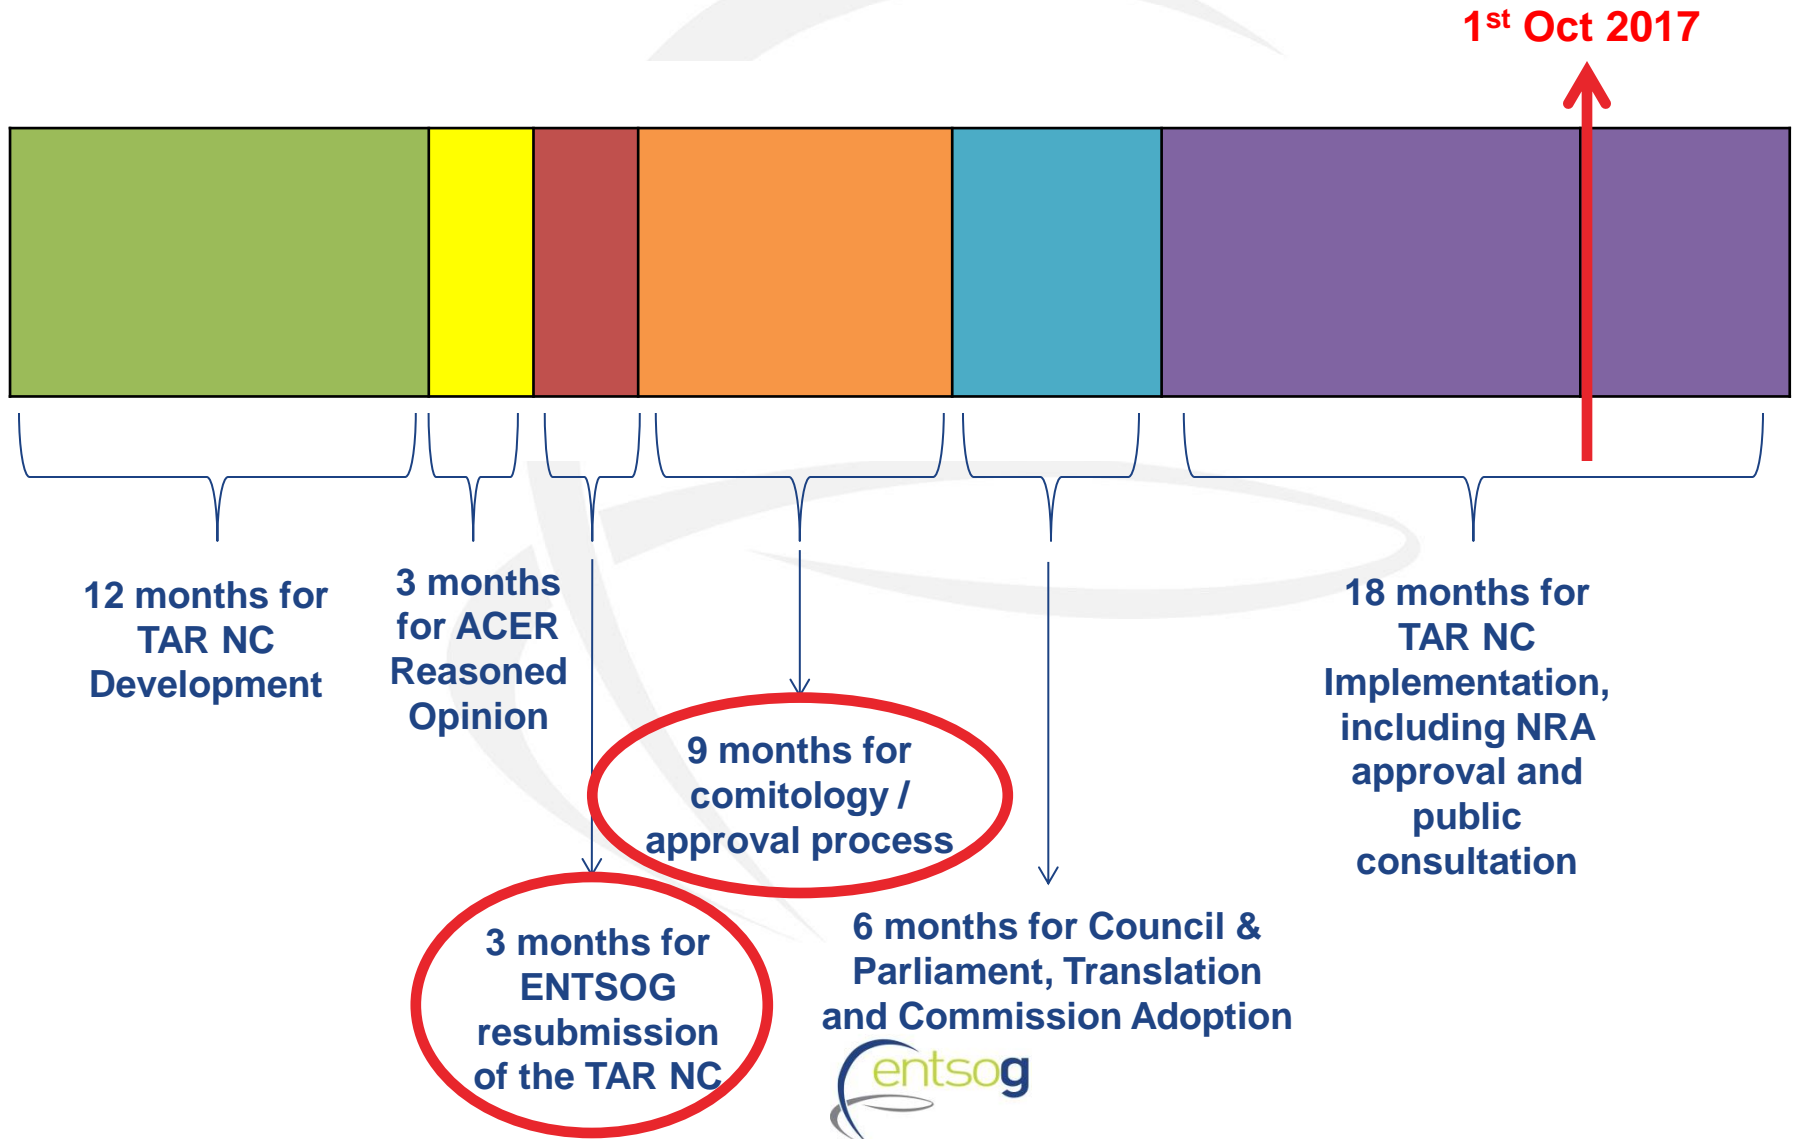 1st Oct 2017
12 months for
TAR NC
Development
3 months
for ACER
Reasoned
Opinion
3 months for
ENTSOG
resubmission
of the TAR NC
9 months for
comitology /
approval process
6 months for Council &
Parliament, Translation
and Commission Adoption
18 months for
TAR NC
Implementation,
including NRA
approval and
public
consultation
entsog